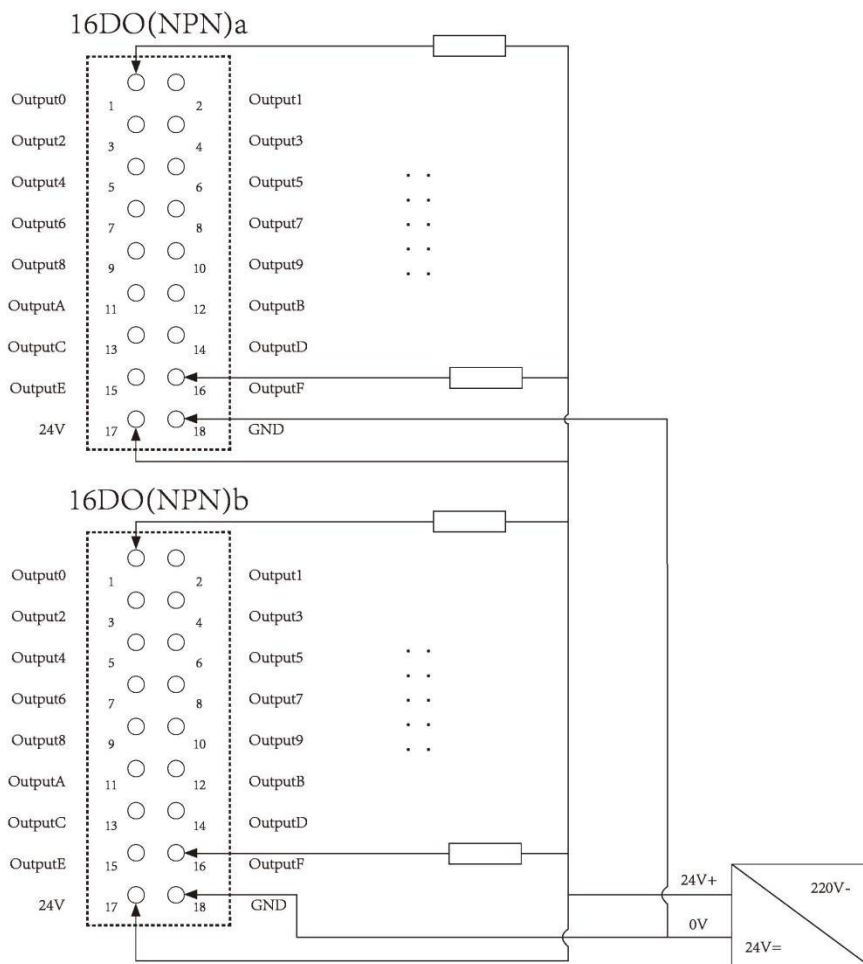 16DO(NPN)a
Output0 1 2 Output1
Output2 3 4 Output3
Output4 5 6 Output5
Output6 7 8 Output7
Output8 9 10 Output9
OutputA 11 12 OutputB
OutputC 13 14 OutputD
OutputE 15 16 OutputF
24V 17 18 GND
16DO(NPN)b
Output0 1 2 Output1
Output2 3 4 Output3
Output4 5 6 Output5
Output6 7 8 Output7
Output8 9 10 Output9
OutputA 11 12 OutputB
OutputC 13 14 OutputD
OutputE 15 16 OutputF
24V 17 18 GND
24V+ 220V-
0V
24V=